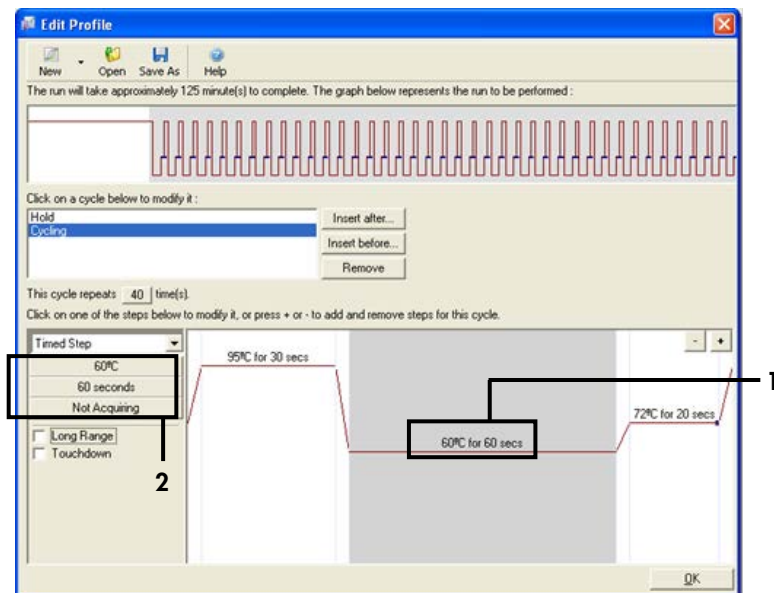 Edit Profile
New Open Save As Help
The run will take approximately 125 minute(s) to complete. The graph below represents the run to be performed :
Click on a cycle below to modify it :
Hold
Cycling
Insert after...
Insert before...
Remove
This cycle repeats 40 time(s).
Click on one of the steps below to modify it, or press + or - to add and remove steps for this cycle.
Timed Step
60ºC
60 seconds
Not Acquiring
Long Range
Touchdown
2
95ºC for 30 secs
60ºC for 60 secs
72ºC for 20 secs
- +
1
OK